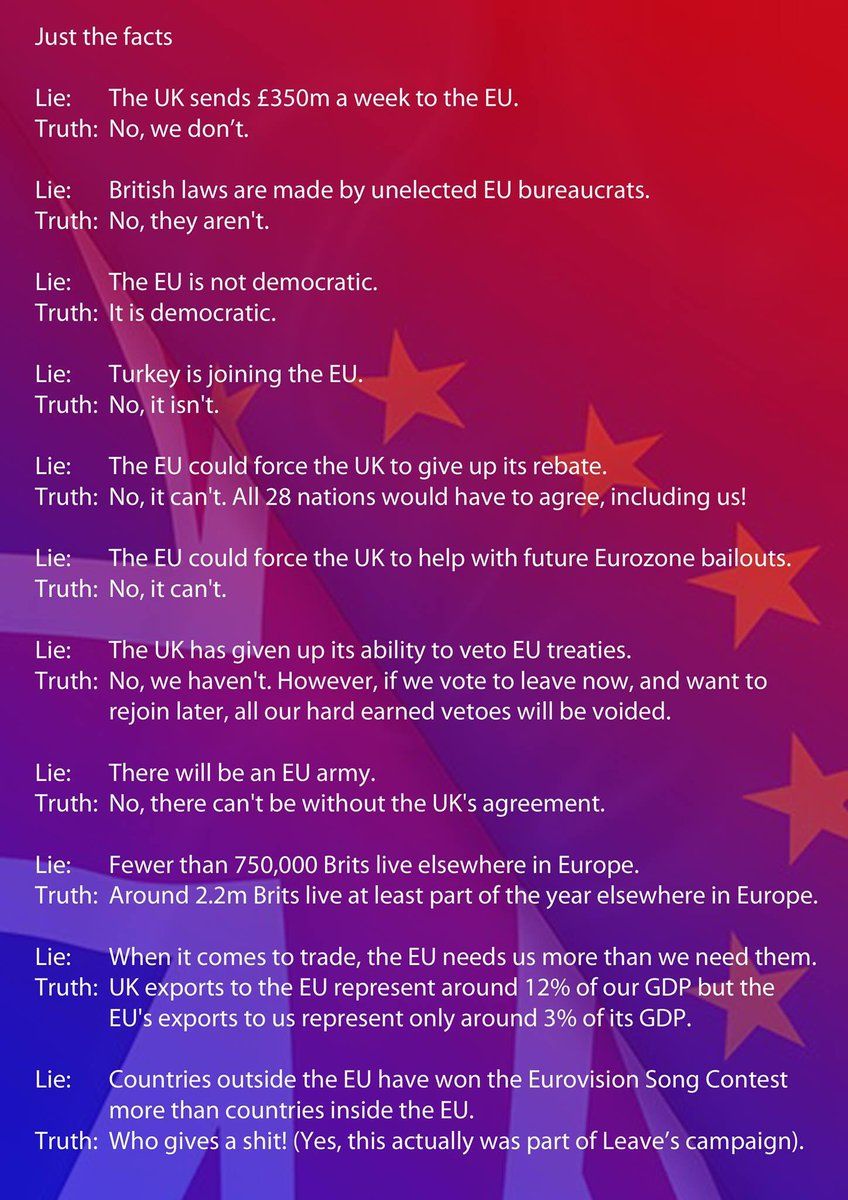 Just the facts
Lie: The UK sends £350m a week to the EU.
Truth: No, we don’t.
Lie: British laws are made by unelected EU bureaucrats.
Truth: No, they aren't.
Lie: The EU is not democratic.
Truth: It is democratic.
Lie: Turkey is joining the EU.
Truth: No, it isn't.
Lie: The EU could force the UK to give up its rebate.
Truth: No, it can't. All 28 nations would have to agree, including us!
Lie: The EU could force the UK to help with future Eurozone bailouts.
Truth: No, it can't.
Lie: The UK has given up its ability to veto EU treaties.
Truth: No, we haven't. However, if we vote to leave now, and want to
rejoin later, all our hard earned vetoes will be voided.
Lie: There will be an EU army.
Truth: No, there can't be without the UK's agreement.
Lie: Fewer than 750,000 Brits live elsewhere in Europe.
Truth: Around 2.2m Brits live at least part of the year elsewhere in Europe.
Lie: When it comes to trade, the EU needs us more than we need them.
Truth: UK exports to the EU represent around 12% of our GDP but the
EU's exports to us represent only around 3% of its GDP.
Lie: Countries outside the EU have won the Eurovision Song Contest
more than countries inside the EU.
Truth: Who gives a shit! (Yes, this actually was part of Leave’s campaign).